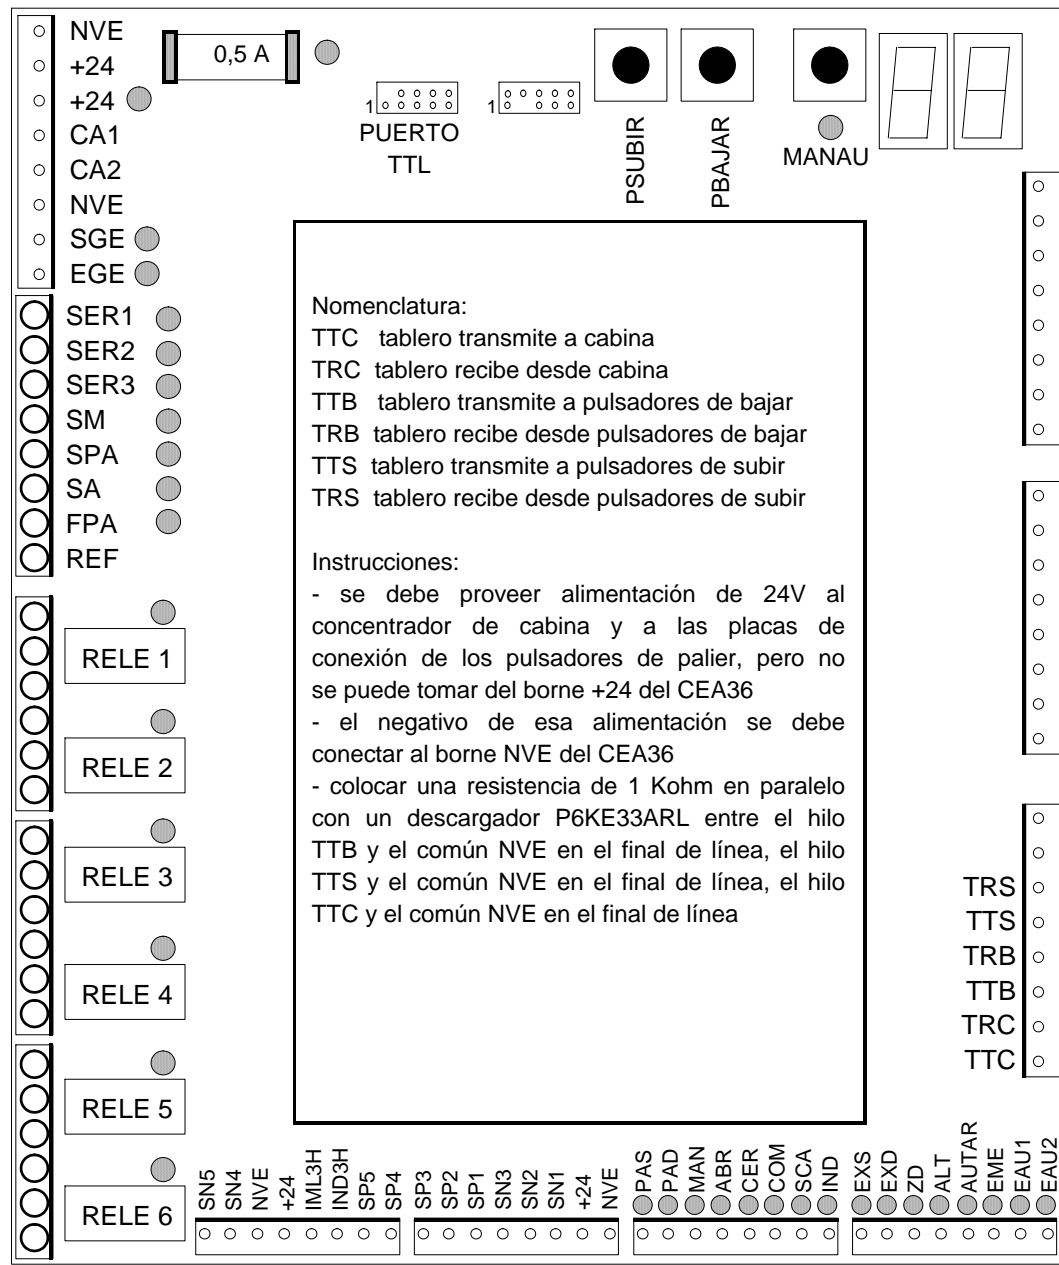 NVE
+24
+24
CA1
CA2
NVE
SGE
EGE
0,5 A
1
PUERTO
TTL
1
PSUBIR
PBAJAR
MANAU
SER1
SER2
SER3
SM
SPA
SA
FPA
REF
RELE 1
RELE 2
RELE 3
RELE 4
RELE 5
RELE 6
Nomenclatura:
TTC tablero transmite a cabina
TRC tablero recibe desde cabina
TTB tablero transmite a pulsadores de bajar
TRB tablero recibe desde pulsadores de bajar
TTS tablero transmite a pulsadores de subir
TRS tablero recibe desde pulsadores de subir
Instrucciones:
- se debe proveer alimentación de 24V al
concentrador de cabina y a las placas de
conexión de los pulsadores de palier, pero no
se puede tomar del borne +24 del CEA36
- el negativo de esa alimentación se debe
conectar al borne NVE del CEA36
- colocar una resistencia de 1 Kohm en paralelo
con un descargador P6KE33ARL entre el hilo
TTB y el común NVE en el final de línea, el hilo
TTS y el común NVE en el final de línea, el hilo
TTC y el común NVE en el final de línea
TRS
TTS
TRB
TTB
TRC
TTC
SN5
SN4
NVE
+24
IML3H
IND3H
SP5
SP4
SP3
SP2
SP1
SN3
SN2
SN1
+24
NVE
PAS
PAD
MAN
ABR
CER
COM
SCA
IND
EXS
EXD
ZD
ALT
AUTAR
EME
EAU1
EAU2